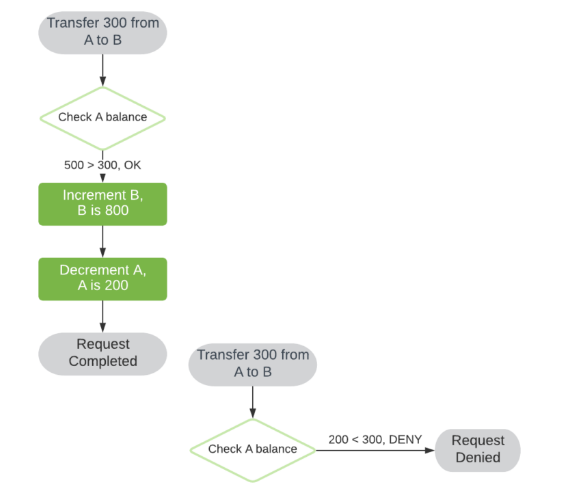 Transfer 300 from
A to B
Check A balance
500 > 300, OK
Increment B,
B is 800
Decrement A,
A is 200
Request
Completed
Transfer 300 from
A to B
Check A balance
200 < 300, DENY
Request
Denied